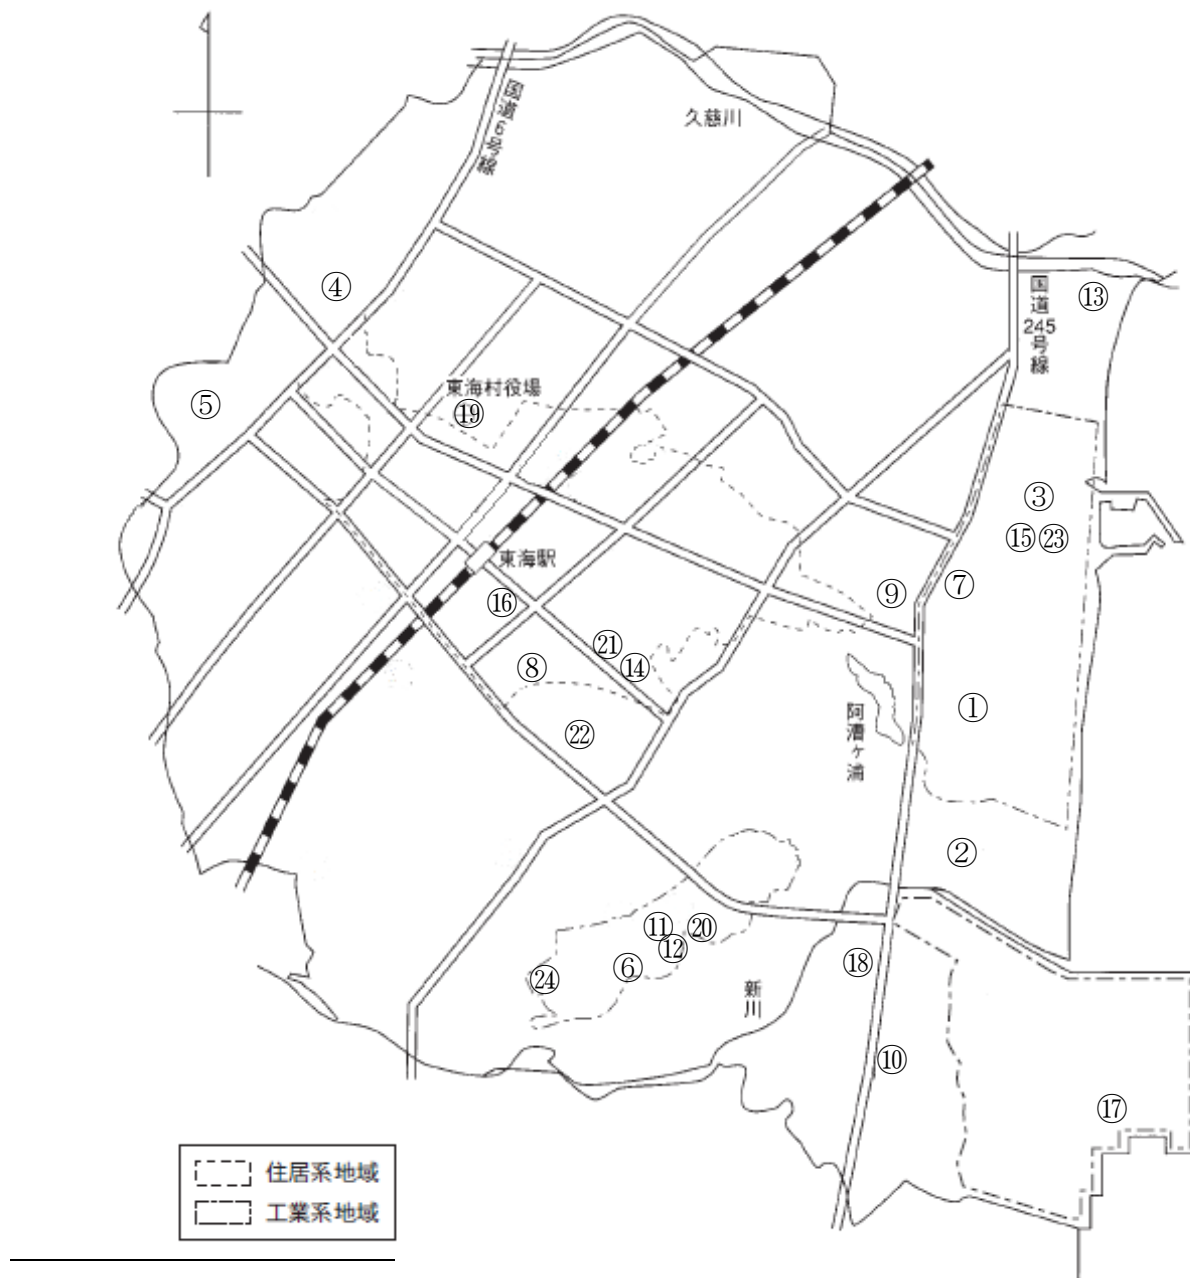 国道6号線
久慈川
④
国道245号線
⑬
⑤
東海村役場
⑲
③
⑮㉓
東海駅
⑯
⑨
⑦
㉑
⑭
⑧
①
㉒
阿漕ヶ浦
②
⑪
⑳
⑫
⑥
㉔
⑱
新川
⑩
⑰
住居系地域
工業系地域